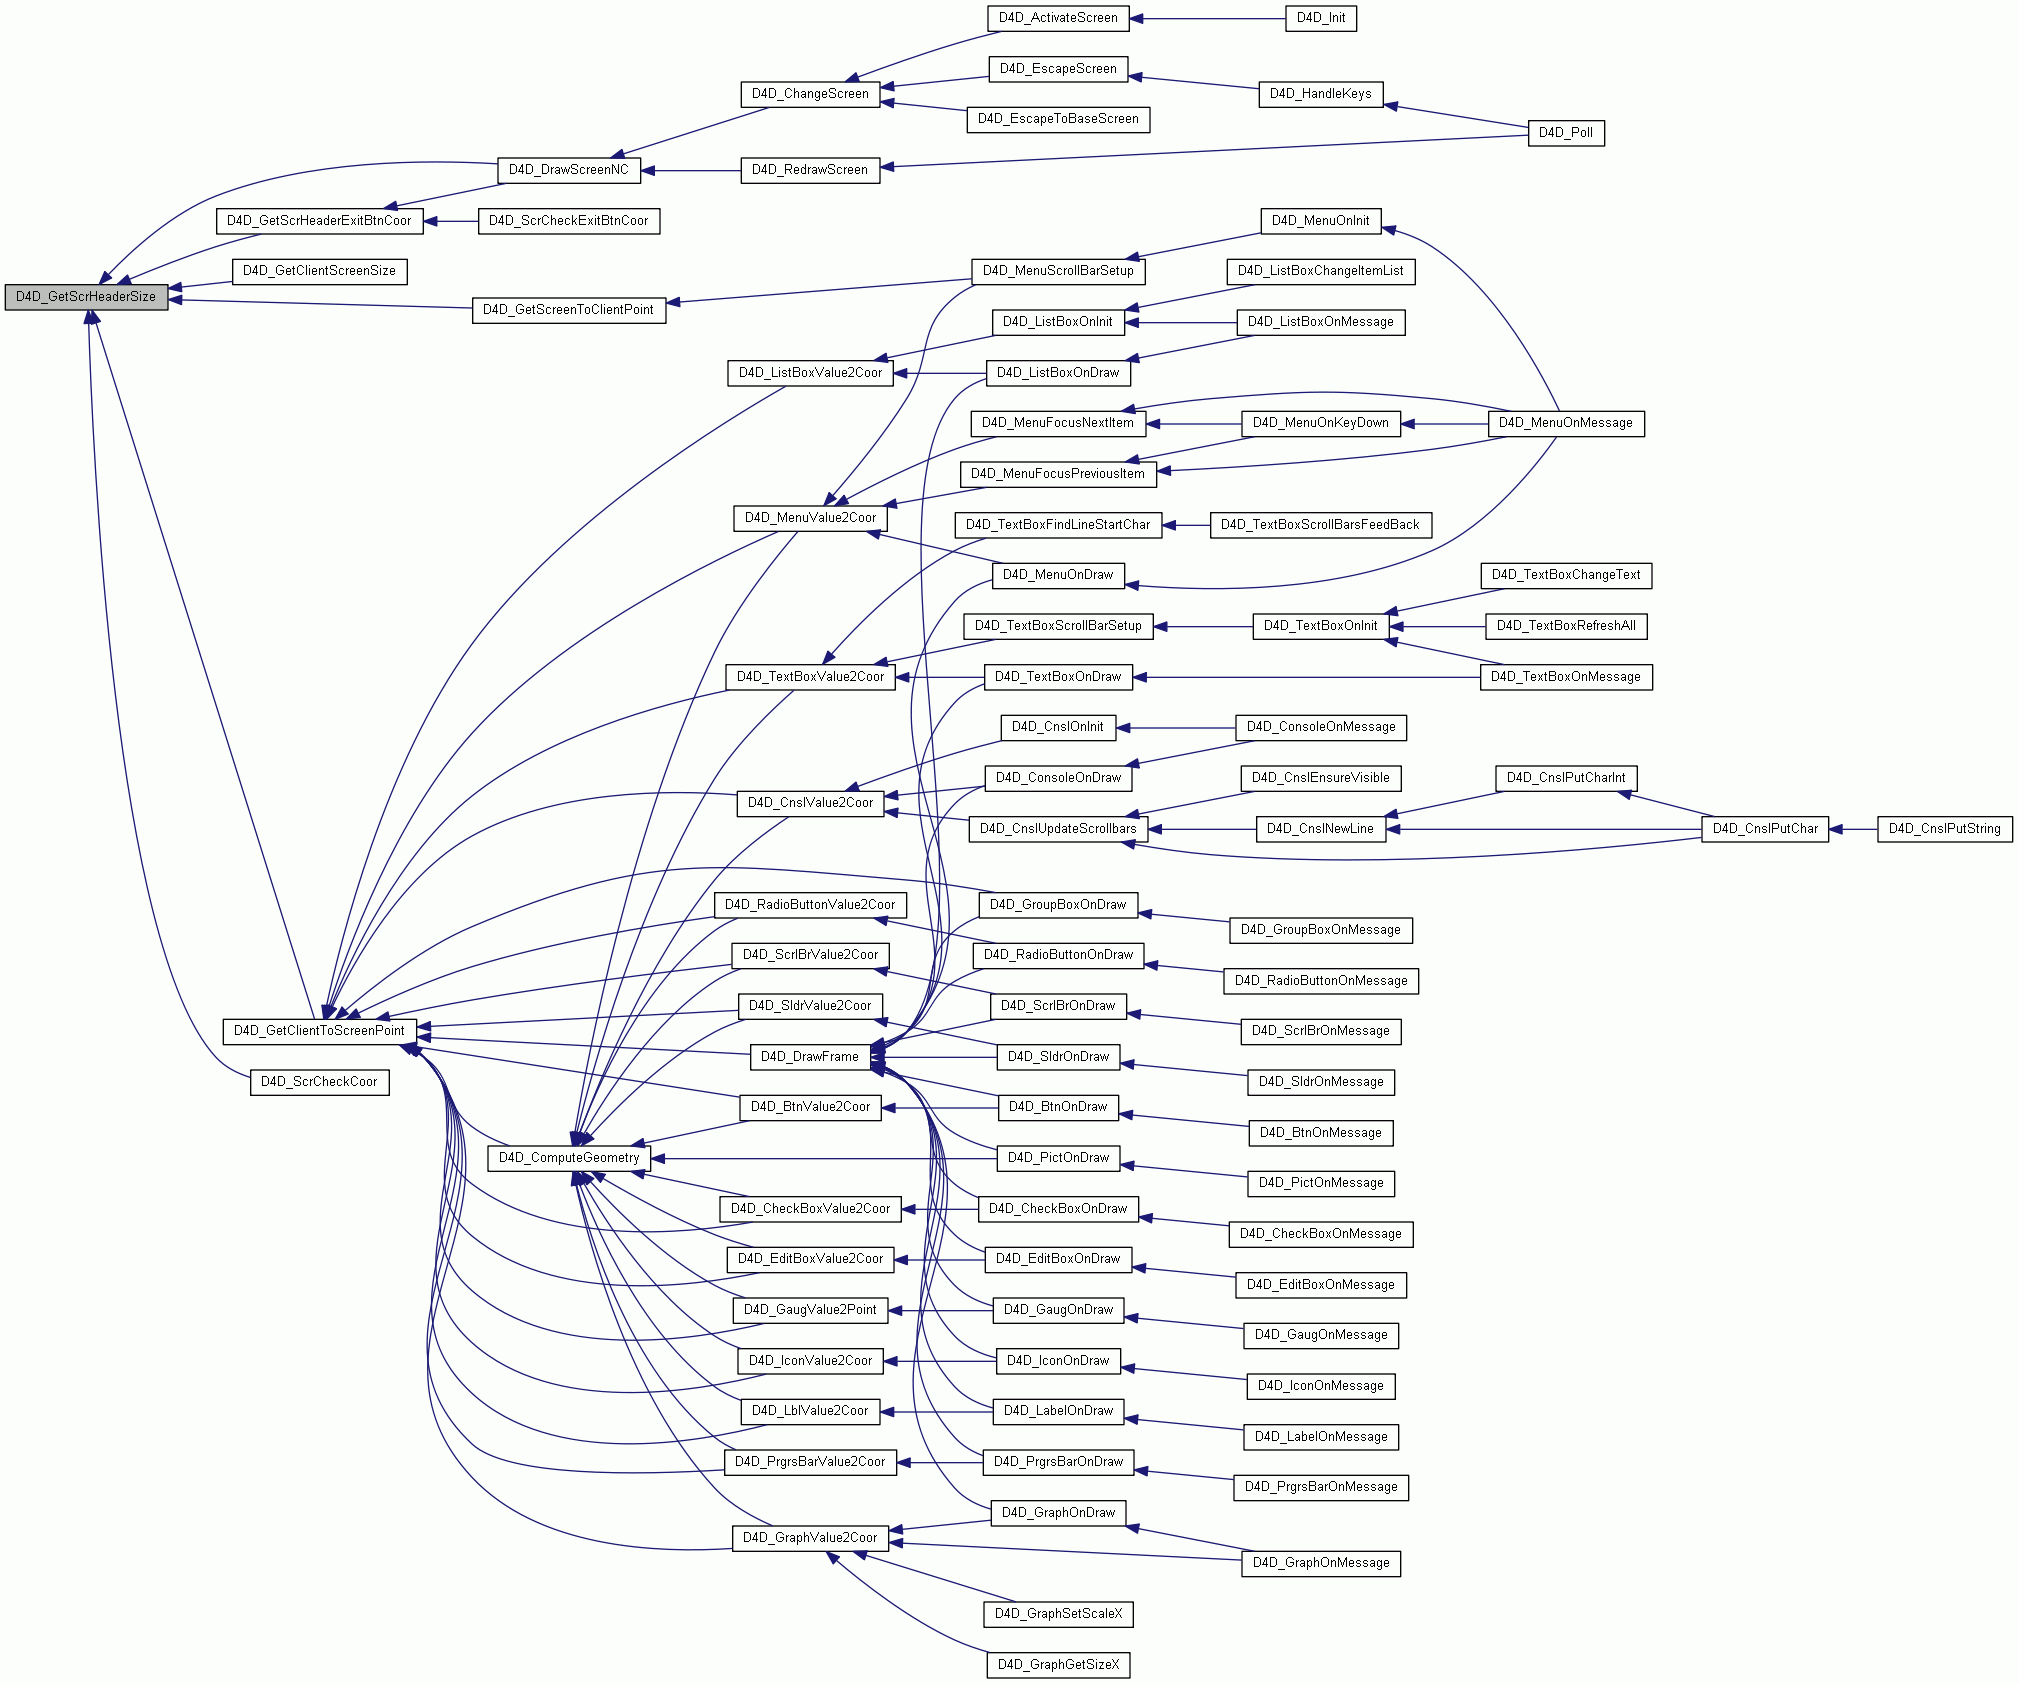 D4D_ActivateScreen
D4D_Init
D4D_EscapeScreen
D4D_ChangeScreen
D4D_HandleKeys
D4D_EscapeToBaseScreen
D4D_Poll
D4D_DrawScreenNC
D4D_RedrawScreen
D4D_GetScrHeaderExitBtnCoor
D4D_ScrCheckExitBtnCoor
D4D_MenuOnInit
D4D_GetClientScreenSize
D4D_MenuScrollBarSetup
D4D_ListBoxChangeItemList
D4D_GetScrHeaderSize
D4D_GetScreenToClientPoint
D4D_ListBoxOnInit
D4D_ListBoxOnMessage
D4D_ListBoxValue2Coor
D4D_ListBoxOnDraw
D4D_MenuFocusNextItem
D4D_MenuOnKeyDown
D4D_MenuOnMessage
D4D_MenuFocusPreviousItem
D4D_MenuValue2Coor
D4D_TextBoxFindLineStartChar
D4D_TextBoxScrollBarsFeedBack
D4D_MenuOnDraw
D4D_TextBoxChangeText
D4D_TextBoxScrollBarSetup
D4D_TextBoxOnInit
D4D_TextBoxRefreshAll
D4D_TextBoxValue2Coor
D4D_TextBoxOnDraw
D4D_TextBoxOnMessage
D4D_CnslOnInit
D4D_ConsoleOnMessage
D4D_ConsoleOnDraw
D4D_CnslEnsureVisible
D4D_CnslPutCharInt
D4D_CnslValue2Coor
D4D_CnslUpdateScrollbars
D4D_CnslNewLine
D4D_CnslPutChar
D4D_CnslPutString
D4D_RadioButtonValue2Coor
D4D_GroupBoxOnDraw
D4D_GroupBoxOnMessage
D4D_ScrlBrValue2Coor
D4D_RadioButtonOnDraw
D4D_RadioButtonOnMessage
D4D_SldrValue2Coor
D4D_ScrlBrOnDraw
D4D_ScrlBrOnMessage
D4D_GetClientToScreenPoint
D4D_DrawFrame
D4D_SldrOnDraw
D4D_SldrOnMessage
D4D_ScrCheckCoor
D4D_BtnValue2Coor
D4D_BtnOnDraw
D4D_BtnOnMessage
D4D_ComputeGeometry
D4D_PictOnDraw
D4D_PictOnMessage
D4D_CheckBoxValue2Coor
D4D_CheckBoxOnDraw
D4D_CheckBoxOnMessage
D4D_EditBoxValue2Coor
D4D_EditBoxOnDraw
D4D_EditBoxOnMessage
D4D_GaugValue2Point
D4D_GaugOnDraw
D4D_GaugOnMessage
D4D_IconValue2Coor
D4D_IconOnDraw
D4D_IconOnMessage
D4D_LblValue2Coor
D4D_LabelOnDraw
D4D_LabelOnMessage
D4D_PrgrsBarValue2Coor
D4D_PrgrsBarOnDraw
D4D_PrgrsBarOnMessage
D4D_GraphOnDraw
D4D_GraphValue2Coor
D4D_GraphOnMessage
D4D_GraphSetScaleX
D4D_GraphGetSizeX